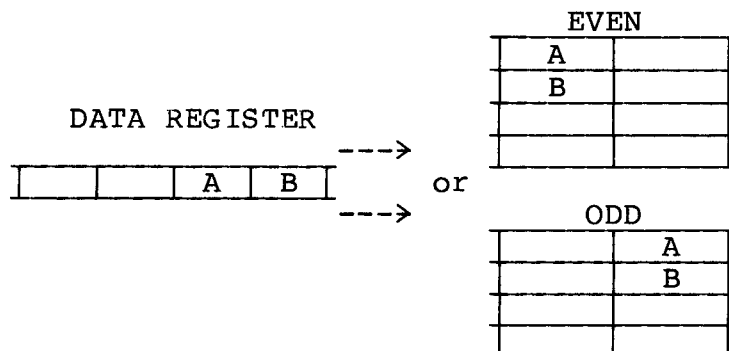 EVEN
A
B
DATA REGISTER
--->
A B
or
--->
ODD
A
B